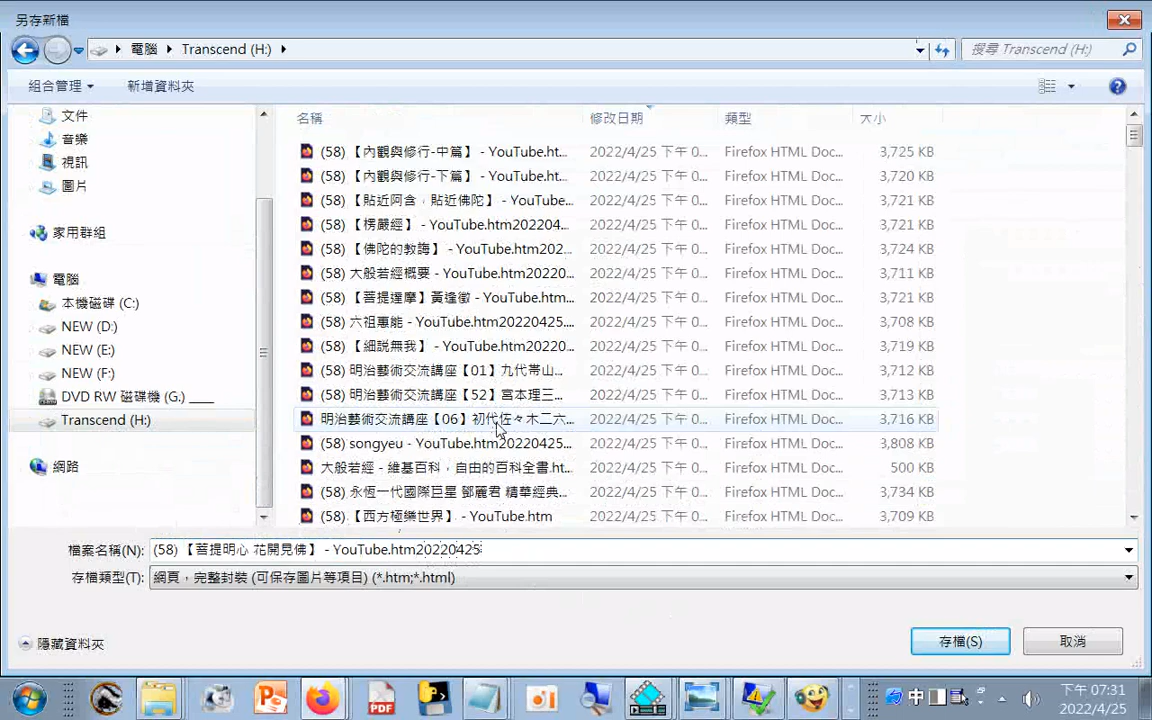 另存新檔
電腦 Transcend (H:)
搜尋 Transcend (H:)
組合管理 新增資料夾
文件
音樂
視訊
圖片
家用群組
電腦
本機磁碟 (C:)
NEW (D:)
NEW (E:)
NEW (F:)
DVD RW 磁碟機 (G:) ____
Transcend (H:)
網路
名稱 修改日期 類型 大小
(58) 【內觀與修行-中篇】 - YouTube.ht... 2022/4/25 下午 0... Firefox HTML Doc... 3,725 KB
(58) 【內觀與修行-下篇】 - YouTube.ht... 2022/4/25 下午 0... Firefox HTML Doc... 3,720 KB
(58) 【貼近阿含，貼近佛陀】 - YouTube... 2022/4/25 下午 0... Firefox HTML Doc... 3,721 KB
(58) 【楞嚴經】 - YouTube.htm202204... 2022/4/25 下午 0... Firefox HTML Doc... 3,721 KB
(58) 【佛陀的教誨】 - YouTube.htm202... 2022/4/25 下午 0... Firefox HTML Doc... 3,724 KB
(58) 大般若經概要 - YouTube.htm20220... 2022/4/25 下午 0... Firefox HTML Doc... 3,711 KB
(58) 【菩提達摩】黃逢徵 - YouTube.htm... 2022/4/25 下午 0... Firefox HTML Doc... 3,721 KB
(58) 六祖惠能 - YouTube.htm20220425.... 2022/4/25 下午 0... Firefox HTML Doc... 3,708 KB
(58) 【細說無我】 - YouTube.htm20220... 2022/4/25 下午 0... Firefox HTML Doc... 3,719 KB
(58) 明治藝術交流講座【01】九代帯山... 2022/4/25 下午 0... Firefox HTML Doc... 3,712 KB
(58) 明治藝術交流講座【52】宮本理三... 2022/4/25 下午 0... Firefox HTML Doc... 3,713 KB
明治藝術交流講座【06】初代佐々木二六... 2022/4/25 下午 0... Firefox HTML Doc... 3,716 KB
(58) songyeu - YouTube.htm20220425... 2022/4/25 下午 0... Firefox HTML Doc... 3,808 KB
大般若經 - 維基百科，自由的百科全書.ht... 2022/4/25 下午 0... Firefox HTML Doc... 500 KB
(58) 永恆一代國際巨星 鄧麗君 精華經典... 2022/4/25 下午 0... Firefox HTML Doc... 3,734 KB
(58) 【西方極樂世界】 - YouTube.htm 2022/4/25 下午 0... Firefox HTML Doc... 3,709 KB
檔案名稱(N): (58) 【菩提明心 花開見佛】 - YouTube.htm20220425
存檔類型(T): 網頁，完整封裝 (可保存圖片等項目) (*.htm;*.html)
隱藏資料夾 存檔(S) 取消
PDF 中 下午 07:31
2022/4/25